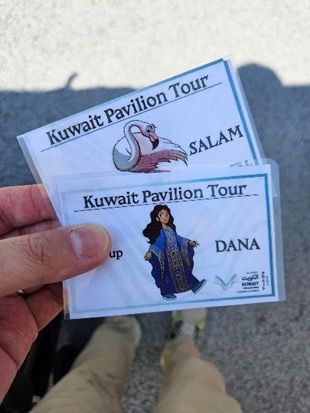 Kuwait Pavilion Tour
SALAM
Kuwait Pavilion Tour
up
DANA
الكويت
KUWAIT